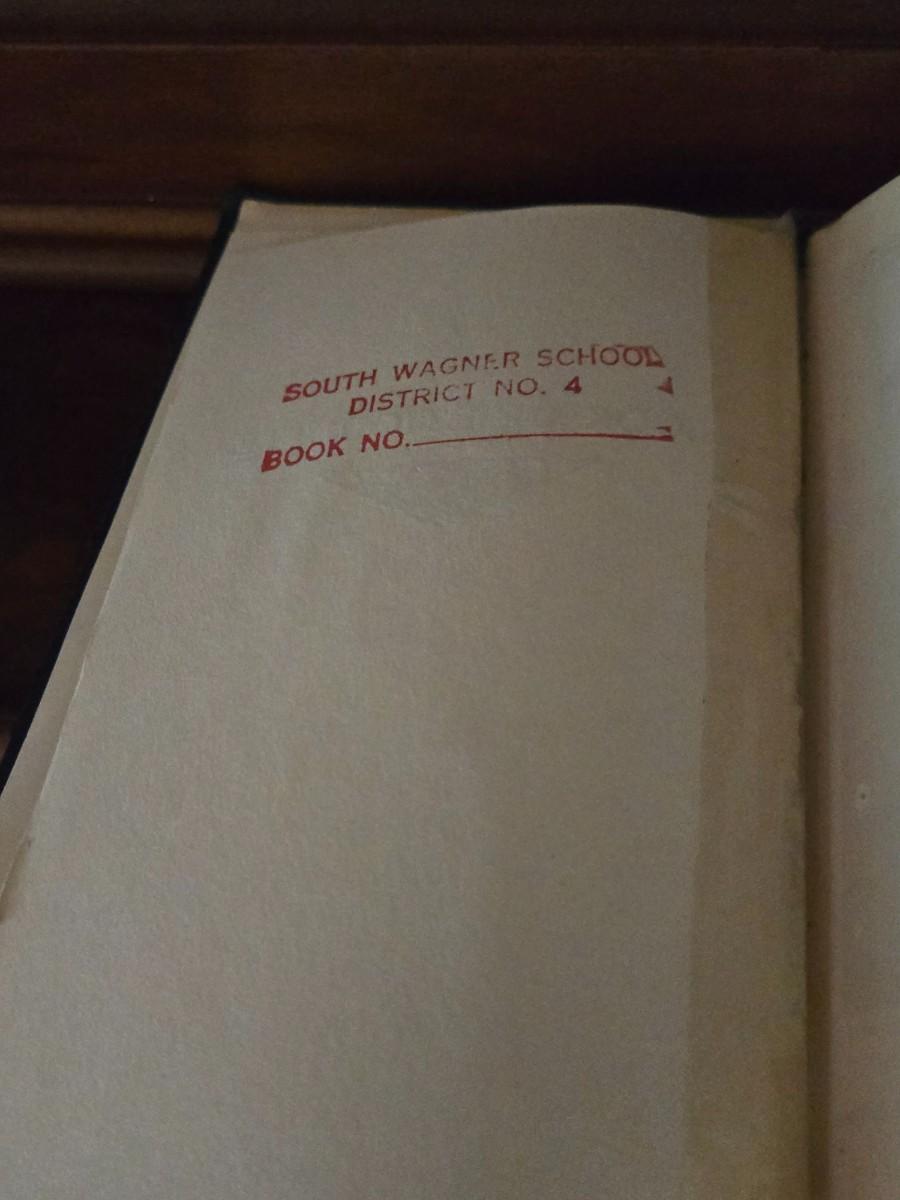 SOUTH WAGNER SCHOOL
DISTRICT NO. 4
BOOK NO.